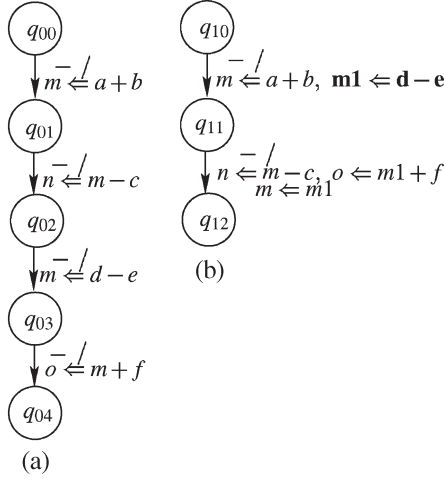 q00
− /
m ⇐ a + b
q01
− /
n ⇐ m − c
q02
− /
m ⇐ d − e
q03
− /
o ⇐ m + f
q04
(a)
q10
− /
m ⇐ a + b, m1 ⇐ d − e
q11
− /
n ⇐ m − c, o ⇐ m1 + f
m ⇐ m1
q12
(b)